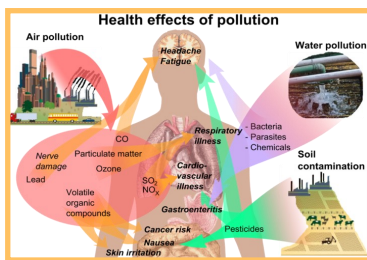 Health effects of pollution
Air pollution
Headache
Fatigue
Water pollution
CO
Particulate matter
Ozone
Nerve
damage
Lead
SO₂
NOₓ
Volatile
organic
compounds
Respiratory
illness
- Bacteria
- Parasites
- Chemicals
Cardio-
vascular
illness
Soil
contamination
Gastroenteritis
Pesticides
Cancer risk
Nausea
Skin irritation